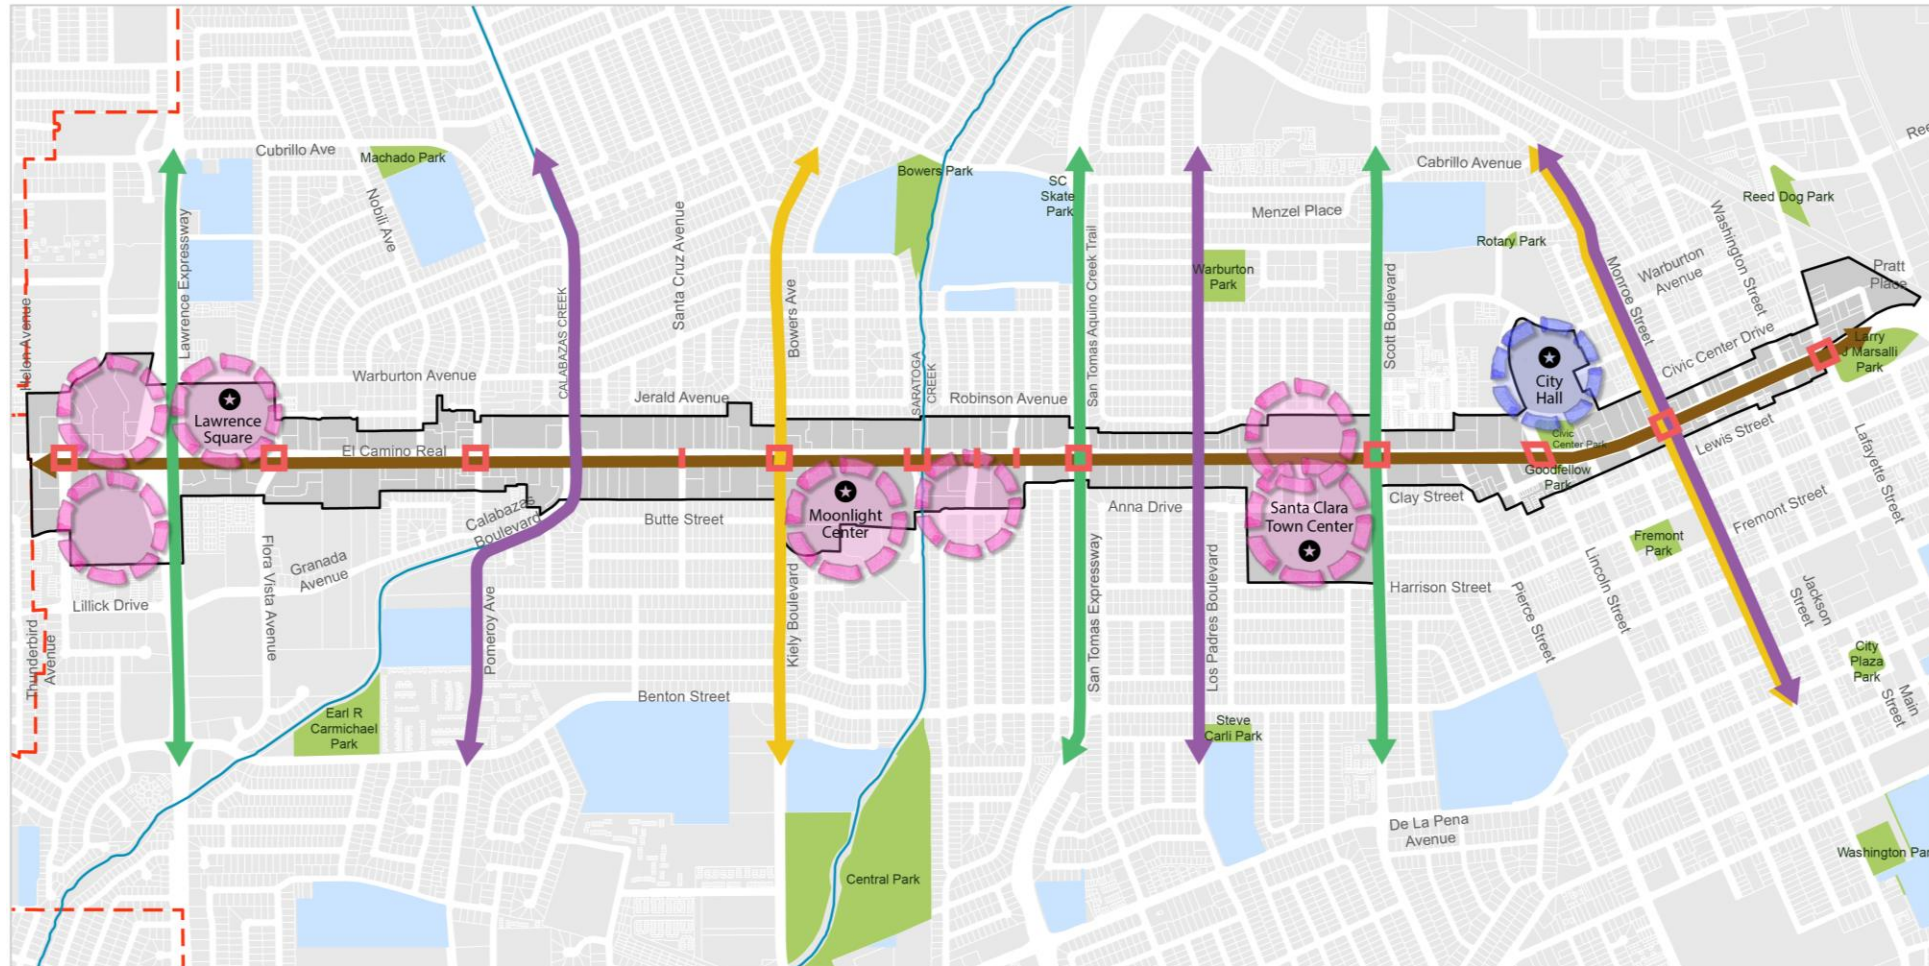 Cubrillo Ave
Machado Park
Nobili Ave
Lawrence Expressway
Helen Avenue
Santa Cruz Avenue
Bowers Ave
Bowers Park
SC
Skate
Park
San Tomas Aquino Creek Trail
Menzel Place
Warburton
Park
Cabrillo Avenue
Scott Boulevard
Rotary Park
Reed Dog Park
Washington Street
Warburton
Avenue
Monroe Street
Pratt
Place
Ree
Civic Center Drive
Larry
J Marsalli
Park
CALABAZAS CREEK
SARATOGA
CREEK
Warburton Avenue
Jerald Avenue
Robinson Avenue
Lawrence
Square
City
Hall
El Camino Real
Civic
Center Park
Goodfellow
Park
Lewis Street
Lafayette Street
Moonlight
Center
Santa Clara
Town Center
Calabazas
Boulevard
Butte Street
Anna Drive
Clay Street
Fremont Street
Fremont
Park
Flora Vista Avenue
Granada
Avenue
Lillick Drive
Thunderbird
Avenue
Pomeroy Ave
Kiely Boulevard
San Tomas Expressway
Los Padres Boulevard
Harrison Street
Pierce Street
Lincoln Street
Jackson
Street
City
Plaza
Park
Main
Street
Benton Street
Earl R
Carmichael
Park
Steve
Carli Park
De La Pena
Avenue
Central Park
Washington Par